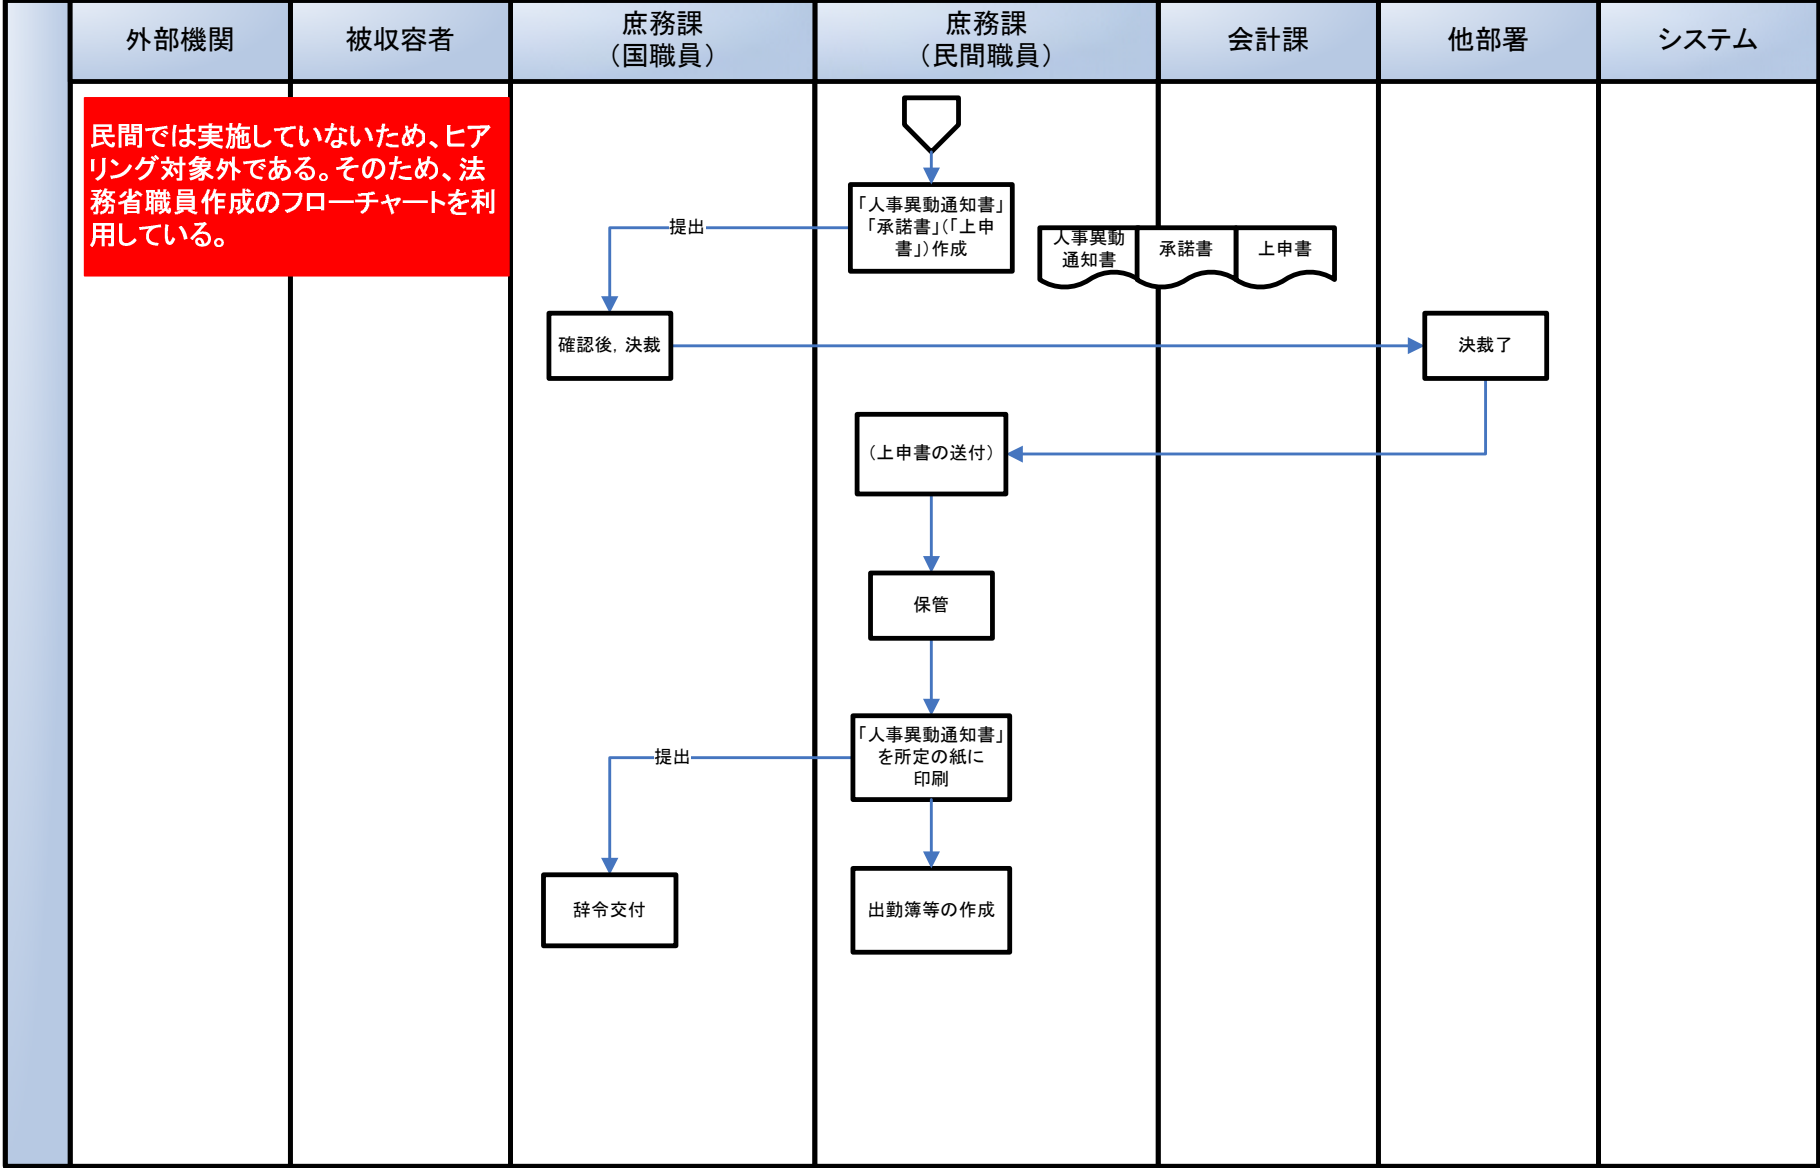 外部機関
被収容者
庶務課
（国職員）
庶務課
（民間職員）
会計課
他部署
システム
民間では実施していないため、ヒア
リング対象外である。そのため、法
務省職員作成のフローチャートを利
用している。
「人事異動通知書」
「承諾書」（「上申
書」）作成
提出
人事異動
通知書
承諾書
上申書
確認後，決裁
決裁了
（上申書の送付）
保管
「人事異動通知書」
を所定の紙に
印刷
提出
辞令交付
出勤簿等の作成